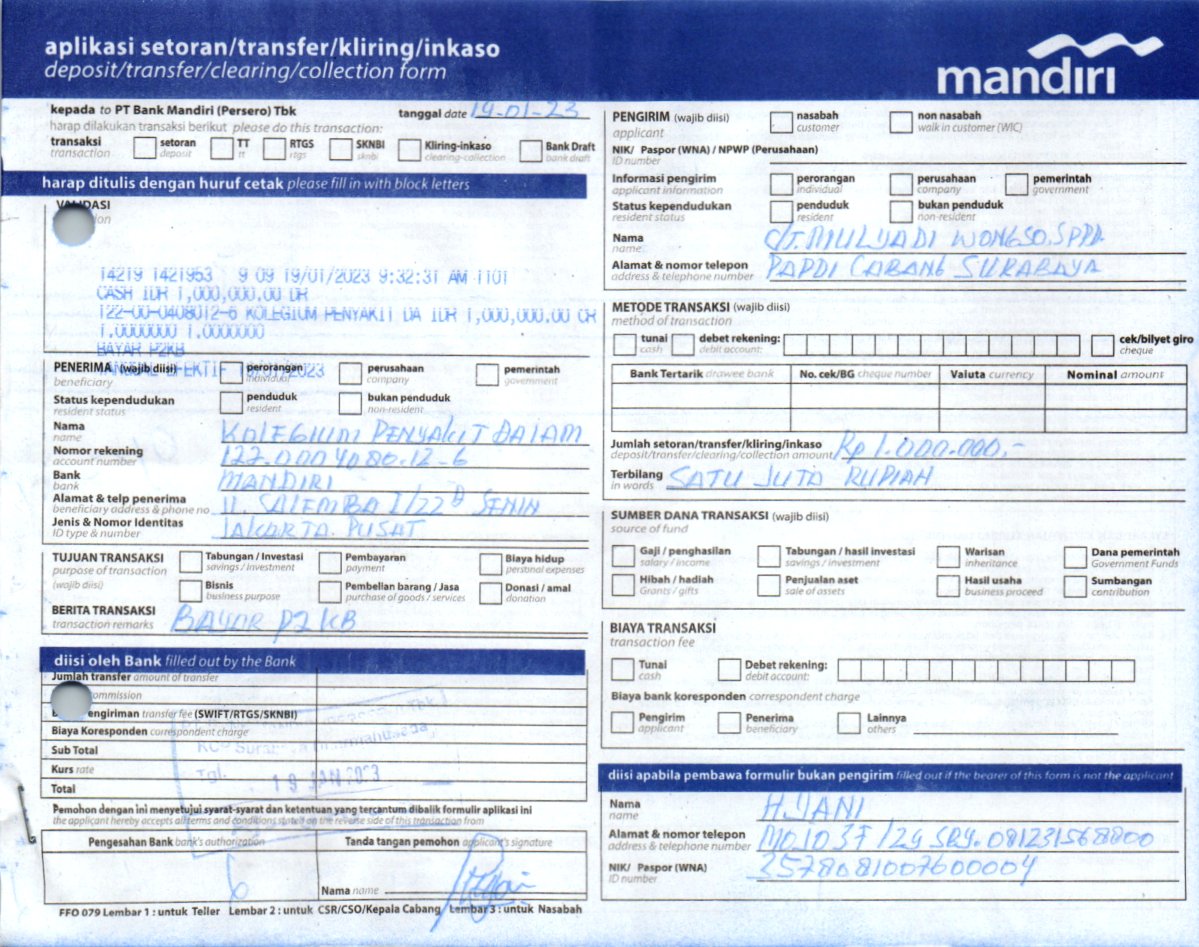 aplikasi setoran/transfer/kliring/inkaso
deposit/transfer/clearing/collection form
mandiri
kepada to PT Bank Mandiri (Persero) Tbk
tanggal date 19-01-23
harap dilakukan transaksi berikut please do this transaction:
transaksi transaction
setoran deposit
TT tt
RTGS rtgs
SKNBI sknbi
Kliring-inkaso clearing-collection
Bank Draft bank draft
harap ditulis dengan huruf cetak please fill in with block letters
VALIDASI
14219 1421953 9 09 19/01/2023 9:32:31 AM 1101
CASH IDR 1,000,000.00 DR
122-00-0408012-6 KOLEGIUM PENYAKIT DA IDR 1,000,000.00 CR
1.0000000 1.0000000
BAYAR P2KB
TANGGAL EFEKTIF 19/01/2023
PENERIMA (wajib diisi)
beneficiary
perorangan individual
perusahaan company
pemerintah government
Status kependudukan
resident status
penduduk resident
bukan penduduk non-resident
Nama
name
KOLEGIUM PENYAKIT DALAM
Nomor rekening
account number
122.000 4080.12-6
Bank
bank
MANDIRI
Alamat & telp penerima
beneficiary address & phone no
JL. SALEMBA I/22 SENIN
Jenis & Nomor Identitas
ID type & number
JAKARTA PUSAT
TUJUAN TRANSAKSI
purpose of transaction
(wajib diisi)
Tabungan / Investasi savings / investment
Pembayaran payment
Biaya hidup personal expenses
Bisnis business purpose
Pembelian barang / Jasa purchase of goods / services
Donasi / amal donation
BERITA TRANSAKSI
transaction remarks
BAYAR P2KB
diisi oleh Bank filled out by the Bank
Jumlah transfer amount of transfer
commission
engiriman transfer fee (SWIFT/RTGS/SKNBI)
Biaya Koresponden correspondent charge
Sub Total
Kurs rate
Total
KCP
Tgl. 19 JAN 2023
Pemohon dengan ini menyetujui syarat-syarat dan ketentuan yang tercantum dibalik formulir aplikasi ini
the applicant hereby accepts all terms and conditions stated on the reverse side of this transaction from
Pengesahan Bank bank's authorization
Tanda tangan pemohon applicant's signature
Nama name
FFO 079 Lembar 1 : untuk Teller Lembar 2 : untuk CSR/CSO/Kepala Cabang Lembar 3 : untuk Nasabah
PENGIRIM (wajib diisi)
applicant
nasabah customer
non nasabah walk in customer (WIC)
NIK/ Paspor (WNA) / NPWP (Perusahaan)
ID number
Informasi pengirim
applicant information
perorangan individual
perusahaan company
pemerintah government
Status kependudukan
resident status
penduduk resident
bukan penduduk non-resident
Nama
name
dr. MULYADI WONGSO. SPPD
Alamat & nomor telepon
address & telephone number
PAPDI CABANG SURABAYA
METODE TRANSAKSI (wajib diisi)
method of transaction
tunai cash
debet rekening: debit account:
cek/bilyet giro cheque
Bank Tertarik drawee bank
No. cek/BG cheque number
Valuta currency
Nominal amount
Jumlah setoran/transfer/kliring/inkaso
deposit/transfer/clearing/collection amount
Rp 1.000.000,-
Terbilang
in words
SATU JUTA RUPIAH
SUMBER DANA TRANSAKSI (wajib diisi)
source of fund
Gaji / penghasilan salary / income
Tabungan / hasil investasi savings / investment
Warisan inheritance
Dana pemerintah Government Funds
Hibah / hadiah Grants / gifts
Penjualan aset sale of assets
Hasil usaha business proceed
Sumbangan contribution
BIAYA TRANSAKSI
transaction fee
Tunai cash
Debet rekening: debit account:
Biaya bank koresponden correspondent charge
Pengirim applicant
Penerima beneficiary
Lainnya others
diisi apabila pembawa formulir bukan pengirim filled out if the bearer of this form is not the applicant
Nama
name
H. YANI
Alamat & nomor telepon
address & telephone number
MOJO 3F/29 SBY. 081231568800
NIK/ Paspor (WNA)
ID number
3578081007600004